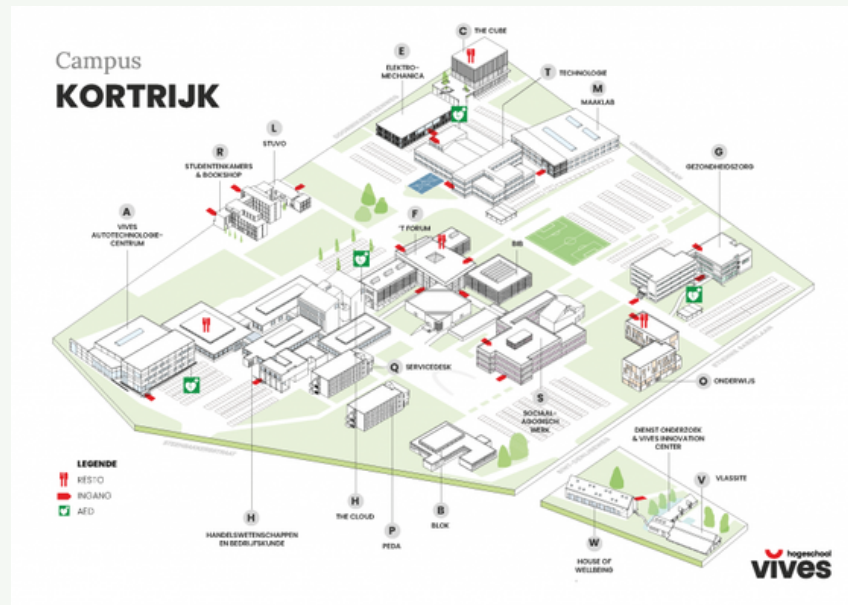 Campus
KORTRIJK
C THE CUBE
E
ELEKTRO-
MECHANICA
T TECHNOLOGIE
M
MAAKLAB
L
STUVO
R
STUDENTENKAMERS
& BOOKSHOP
G
GEZONDHEIDSZORG
A
VIVES
AUTOTECHNOLOGIE-
CENTRUM
F
'T FORUM
BIB
Q SERVICEDESK
O ONDERWIJS
S
SOCIAAL-
AGOGISCH
WERK
DIENST ONDERZOEK
& VIVES INNOVATION
CENTER
V VLASSITE
LEGENDE
RESTO
INGANG
AED
H
HANDELSWETENSCHAPPEN
EN BEDRIJFSKUNDE
H
THE CLOUD
P
PEDA
B
BLOK
W
HOUSE OF
WELLBEING
hogeschool
vives